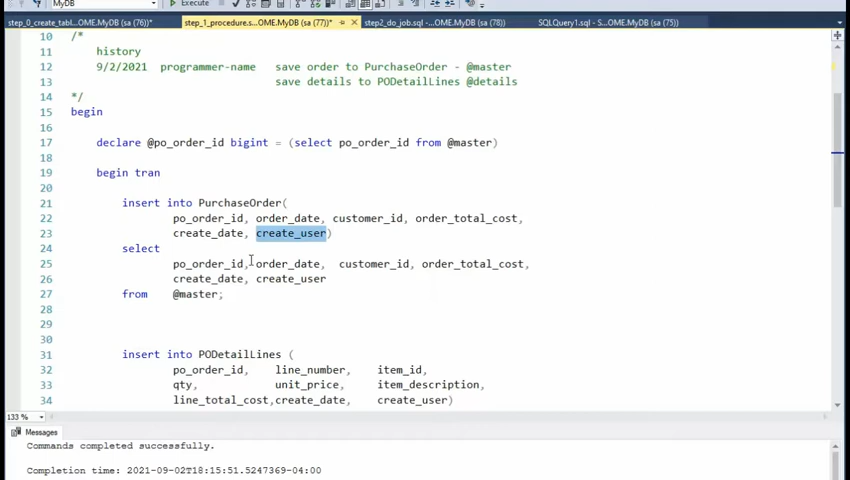 MyDB Execute
step_0_create_tabl...OME.MyDB (sa (76))* step_1_procedure.s...OME.MyDB (sa (77))* step2_do_job.sql -...OME.MyDB (sa (78)) SQLQuery1.sql - S...OME.MyDB (sa (75))
10 /*
11 history
12 9/2/2021 programmer-name save order to PurchaseOrder - @master
13 save details to PODetailLines @details
14 */
15 begin
16
17 declare @po_order_id bigint = (select po_order_id from @master)
18
19 begin tran
20
21 insert into PurchaseOrder(
22 po_order_id, order_date, customer_id, order_total_cost,
23 create_date, create_user)
24 select
25 po_order_id, order_date, customer_id, order_total_cost,
26 create_date, create_user
27 from @master;
28
29
30
31 insert into PODetailLines (
32 po_order_id, line_number, item_id,
33 qty, unit_price, item_description,
34 line_total_cost,create_date, create_user)
133 %
Messages
Commands completed successfully.
Completion time: 2021-09-02T18:15:51.5247369-04:00